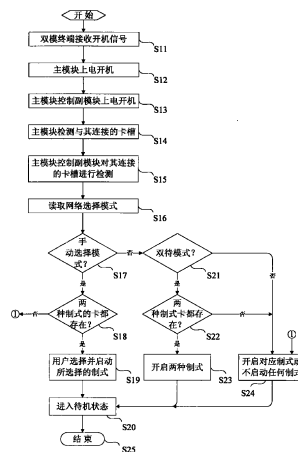 开 始
双模终端接收开机信号
S11
主模块上电开机
S12
主模块控制副模块上电开机
S13
主模块检测与其连接的卡槽
S14
主模块控制副模块对其连接
的卡槽进行检测
S15
读取网络选择模式
S16
手
动选择模
式?
S17
否
双待模式?
S21
否
是
是
①
否
两
种制式的卡都
存在?
S18
两
种制式卡都存
在?
S22
否
①
是
是
用户选择并启动
所选择的制式
S19
开启两种制式
S23
开启对应制式或
不启动任何制式
S24
进入待机状态
S20
结 束
S25